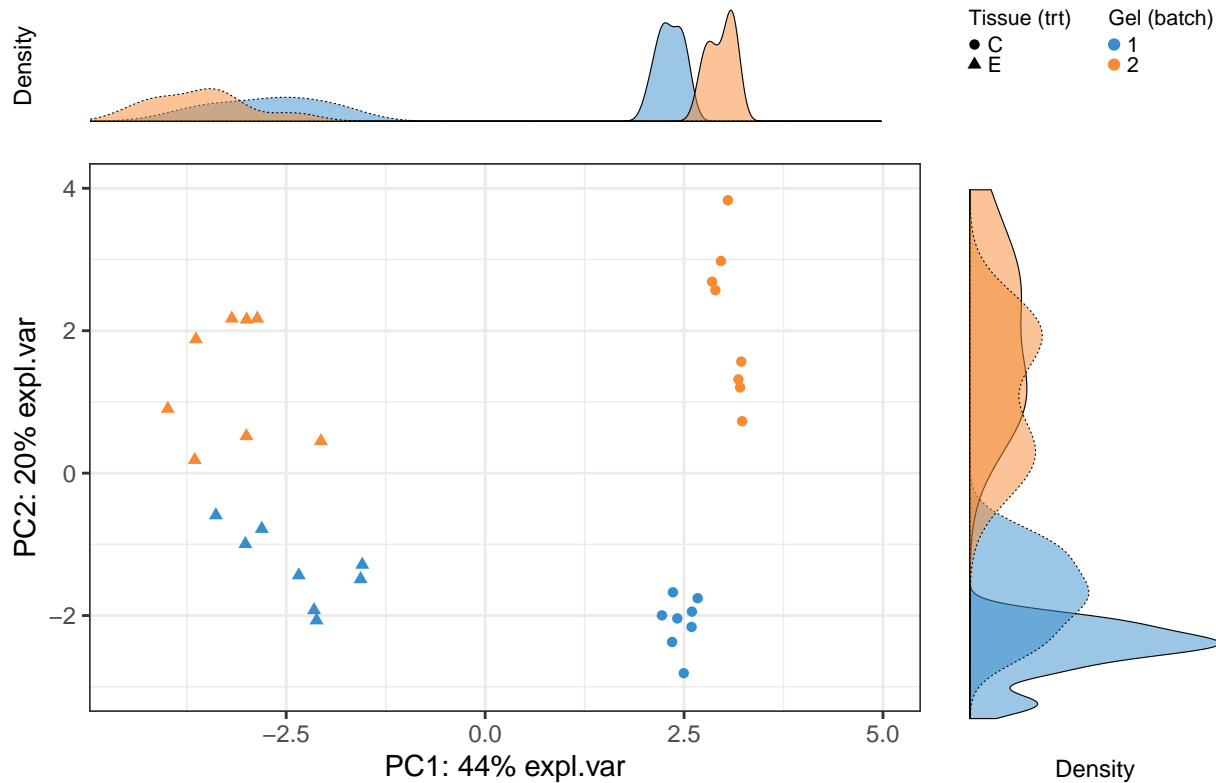 Density
Tissue (trt)
C
E
Gel (batch)
1
2
PC2: 20% expl.var
4
2
0
−2
−2.5
0.0
2.5
5.0
PC1: 44% expl.var
Density